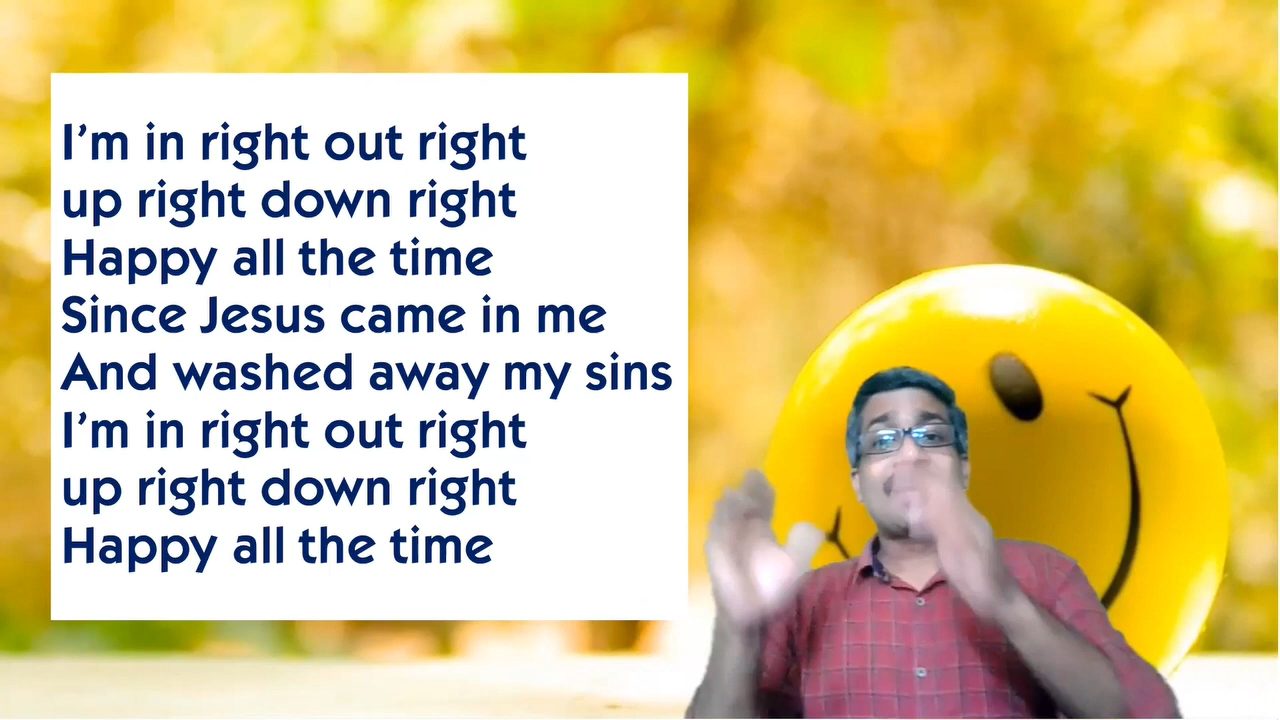 I'm in right out right
up right down right
Happy all the time
Since Jesus came in me
And washed away my sins
I'm in right out right
up right down right
Happy all the time